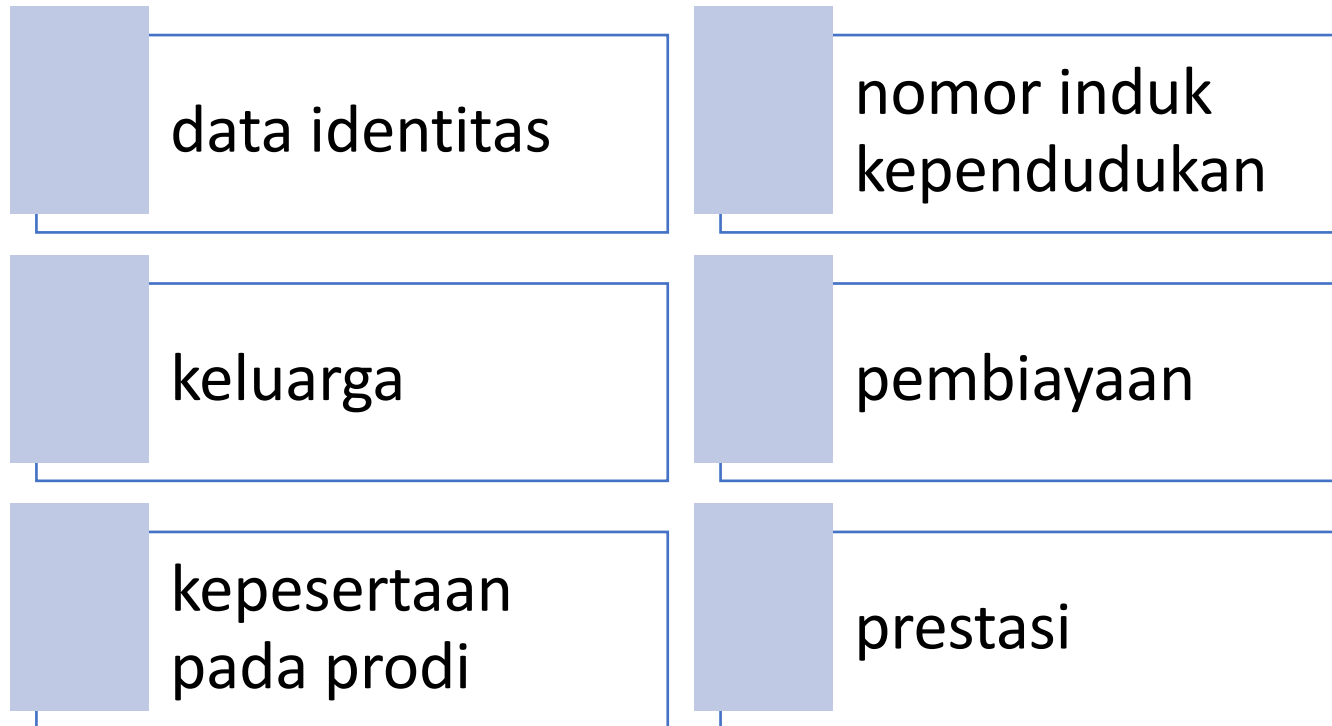 data identitas
nomor induk
kependudukan
keluarga
pembiayaan
kepesertaan
pada prodi
prestasi